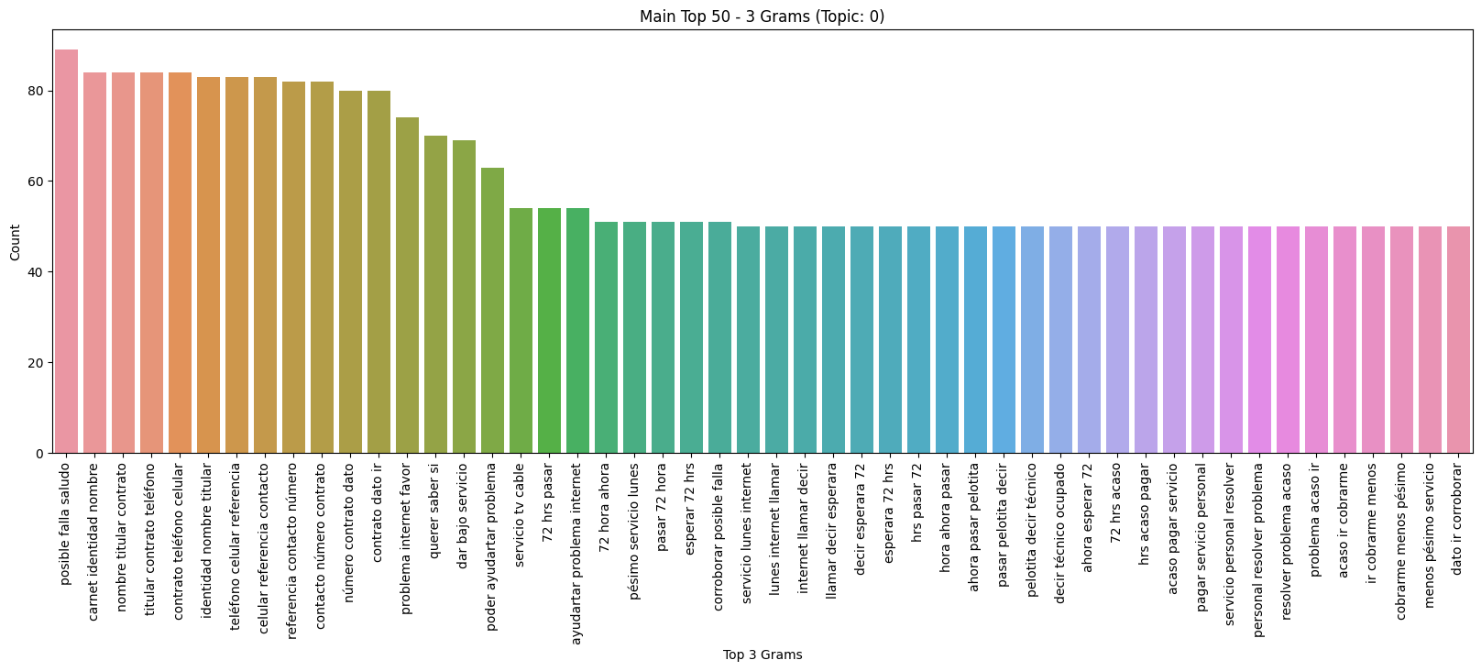 Main Top 50 - 3 Grams (Topic: 0)
Count
80
60
40
20
0
posible falla saludo
carnet identidad nombre
nombre titular contrato
titular contrato teléfono
contrato teléfono celular
identidad nombre titular
teléfono celular referencia
celular referencia contacto
referencia contacto número
contacto número contrato
número contrato dato
contrato dato ir
problema internet favor
querer saber si
dar bajo servicio
poder ayudartar problema
servicio tv cable
72 hrs pasar
ayudartar problema internet
72 hora ahora
pésimo servicio lunes
pasar 72 hora
esperar 72 hrs
corroborar posible falla
servicio lunes internet
lunes internet llamar
internet llamar decir
llamar decir esperara
decir esperara 72
esperara 72 hrs
hrs pasar 72
hora ahora pasar
ahora pasar pelotita
pasar pelotita decir
pelotita decir técnico
decir técnico ocupado
ahora esperar 72
72 hrs acaso
hrs acaso pagar
acaso pagar servicio
pagar servicio personal
servicio personal resolver
personal resolver problema
resolver problema acaso
problema acaso ir
acaso ir cobrarme
ir cobrarme menos
cobrarme menos pésimo
menos pésimo servicio
dato ir corroborar
Top 3 Grams